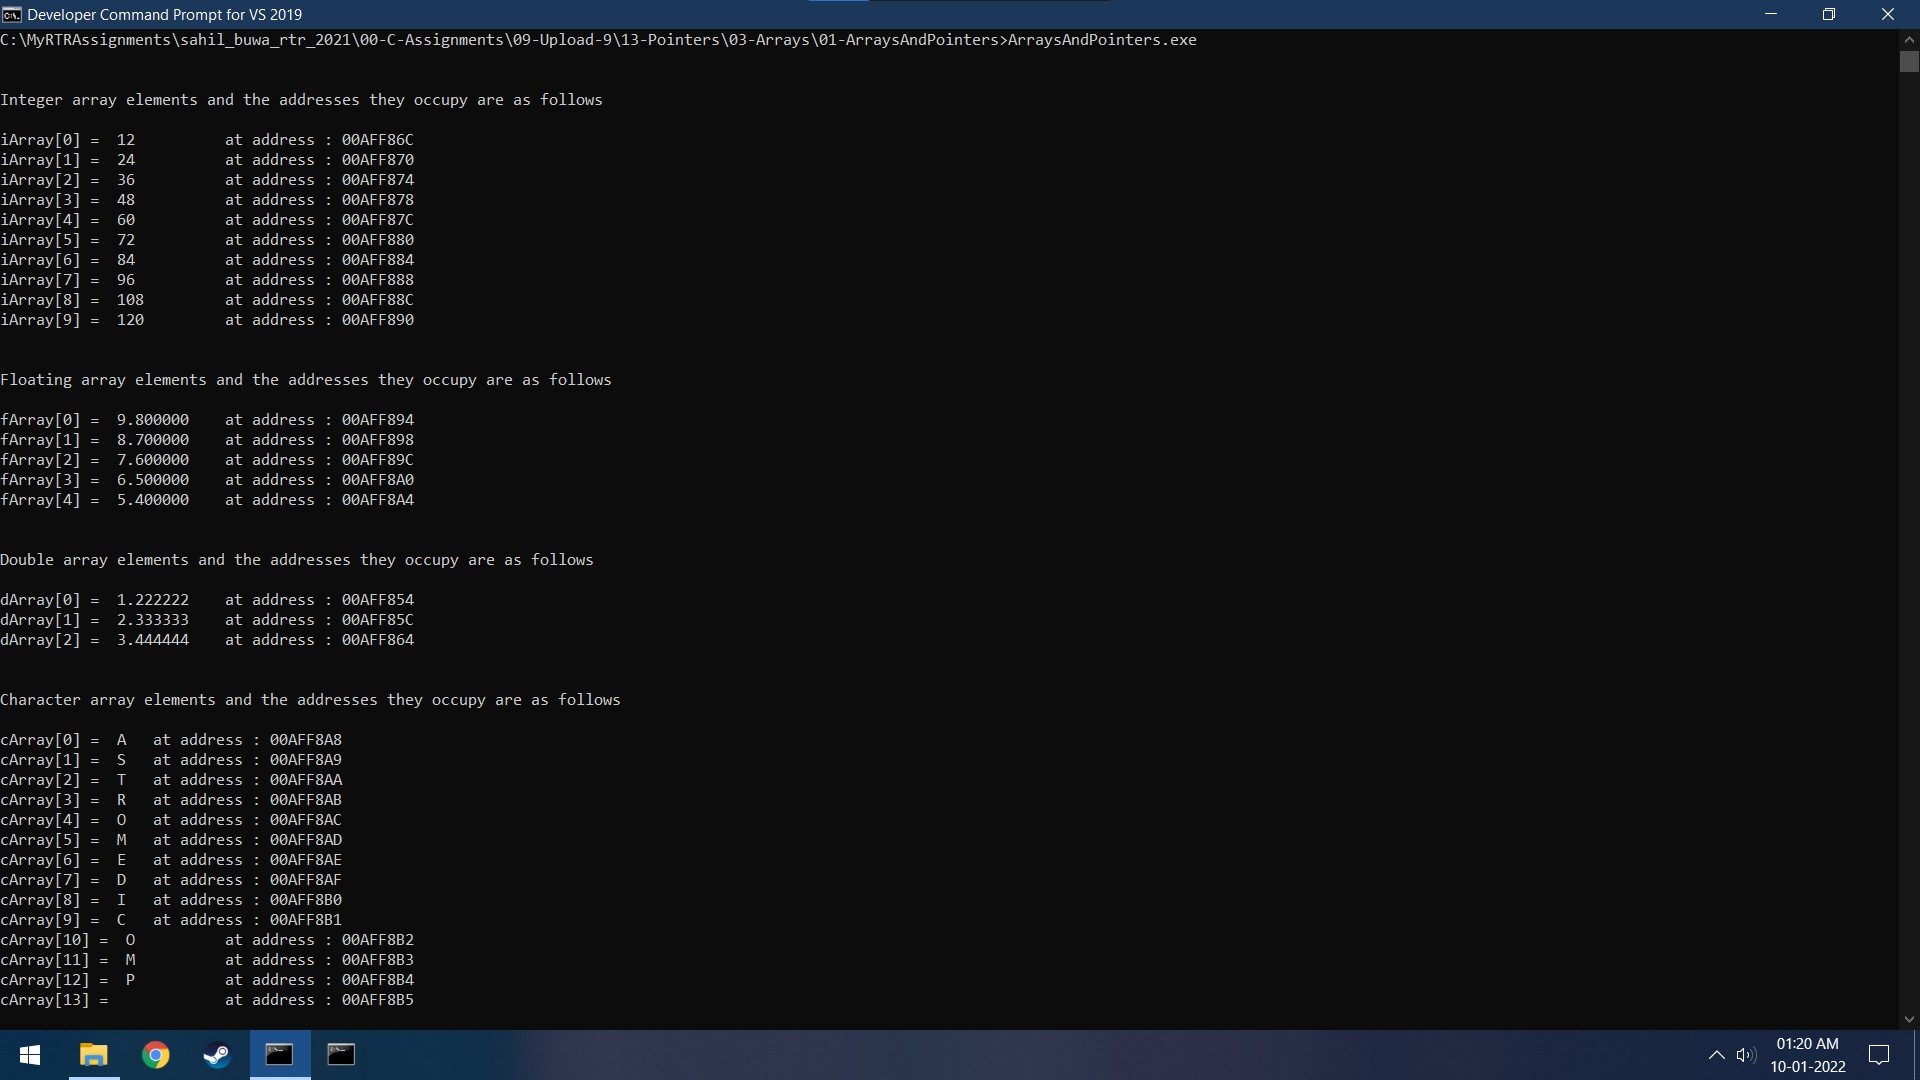 Developer Command Prompt for VS 2019
C:\MyRTRAssignments\sahil_buwa_rtr_2021\00-C-Assignments\09-Upload-9\13-Pointers\03-Arrays\01-ArraysAndPointers>ArraysAndPointers.exe
Integer array elements and the addresses they occupy are as follows
iArray[0] = 12 at address : 00AFF86C
iArray[1] = 24 at address : 00AFF870
iArray[2] = 36 at address : 00AFF874
iArray[3] = 48 at address : 00AFF878
iArray[4] = 60 at address : 00AFF87C
iArray[5] = 72 at address : 00AFF880
iArray[6] = 84 at address : 00AFF884
iArray[7] = 96 at address : 00AFF888
iArray[8] = 108 at address : 00AFF88C
iArray[9] = 120 at address : 00AFF890
Floating array elements and the addresses they occupy are as follows
fArray[0] = 9.800000 at address : 00AFF894
fArray[1] = 8.700000 at address : 00AFF898
fArray[2] = 7.600000 at address : 00AFF89C
fArray[3] = 6.500000 at address : 00AFF8A0
fArray[4] = 5.400000 at address : 00AFF8A4
Double array elements and the addresses they occupy are as follows
dArray[0] = 1.222222 at address : 00AFF854
dArray[1] = 2.333333 at address : 00AFF85C
dArray[2] = 3.444444 at address : 00AFF864
Character array elements and the addresses they occupy are as follows
cArray[0] = A at address : 00AFF8A8
cArray[1] = S at address : 00AFF8A9
cArray[2] = T at address : 00AFF8AA
cArray[3] = R at address : 00AFF8AB
cArray[4] = O at address : 00AFF8AC
cArray[5] = M at address : 00AFF8AD
cArray[6] = E at address : 00AFF8AE
cArray[7] = D at address : 00AFF8AF
cArray[8] = I at address : 00AFF8B0
cArray[9] = C at address : 00AFF8B1
cArray[10] = O at address : 00AFF8B2
cArray[11] = M at address : 00AFF8B3
cArray[12] = P at address : 00AFF8B4
cArray[13] = at address : 00AFF8B5
01:20 AM
10-01-2022